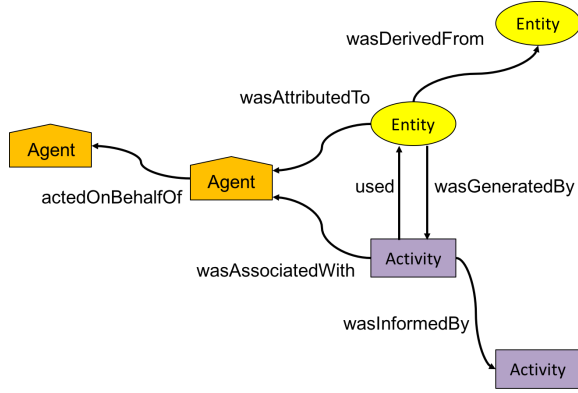 Entity
wasDerivedFrom
wasAttributedTo
Entity
Agent
Agent
used
wasGeneratedBy
actedOnBehalfOf
wasAssociatedWith
Activity
wasInformedBy
Activity